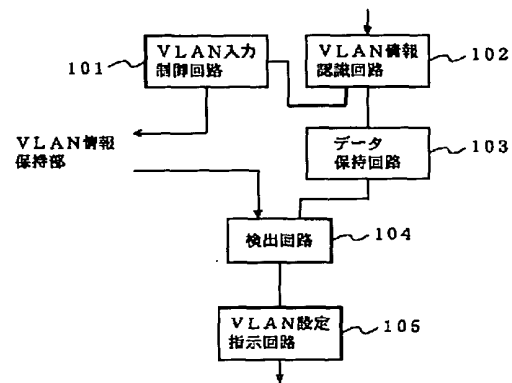 VLAN入力
制御回路
101
VLAN情報
認識回路
102
VLAN情報
保持部
データ
保持回路
103
検出回路
104
VLAN設定
指示回路
105